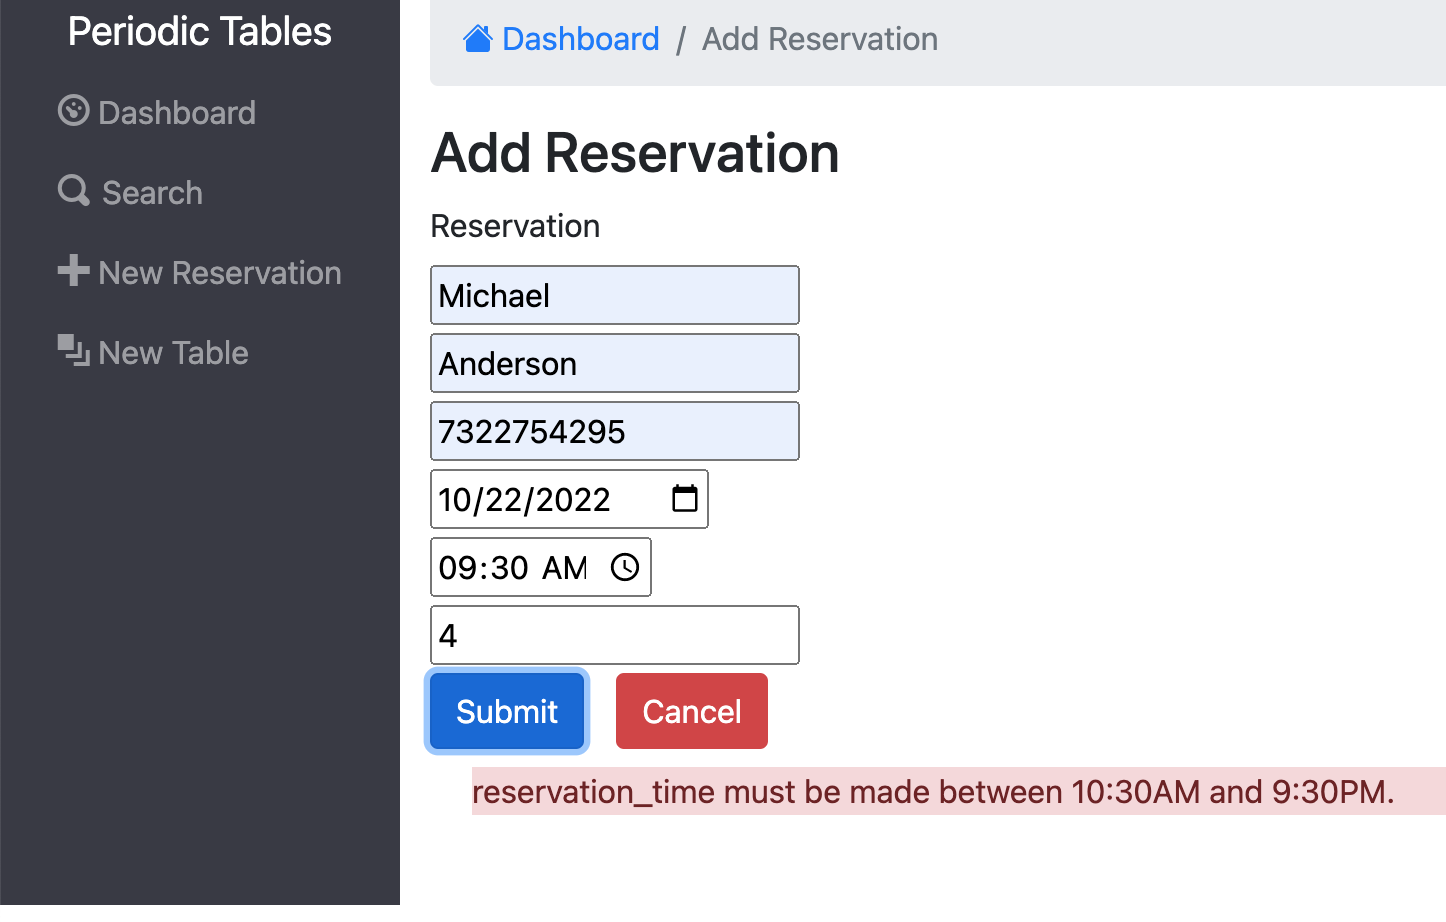 Periodic Tables
Dashboard
Search
New Reservation
New Table
Dashboard / Add Reservation
Add Reservation
Reservation
Michael
Anderson
7322754295
10/22/2022
09:30 AM
4
Submit Cancel
reservation_time must be made between 10:30AM and 9:30PM.